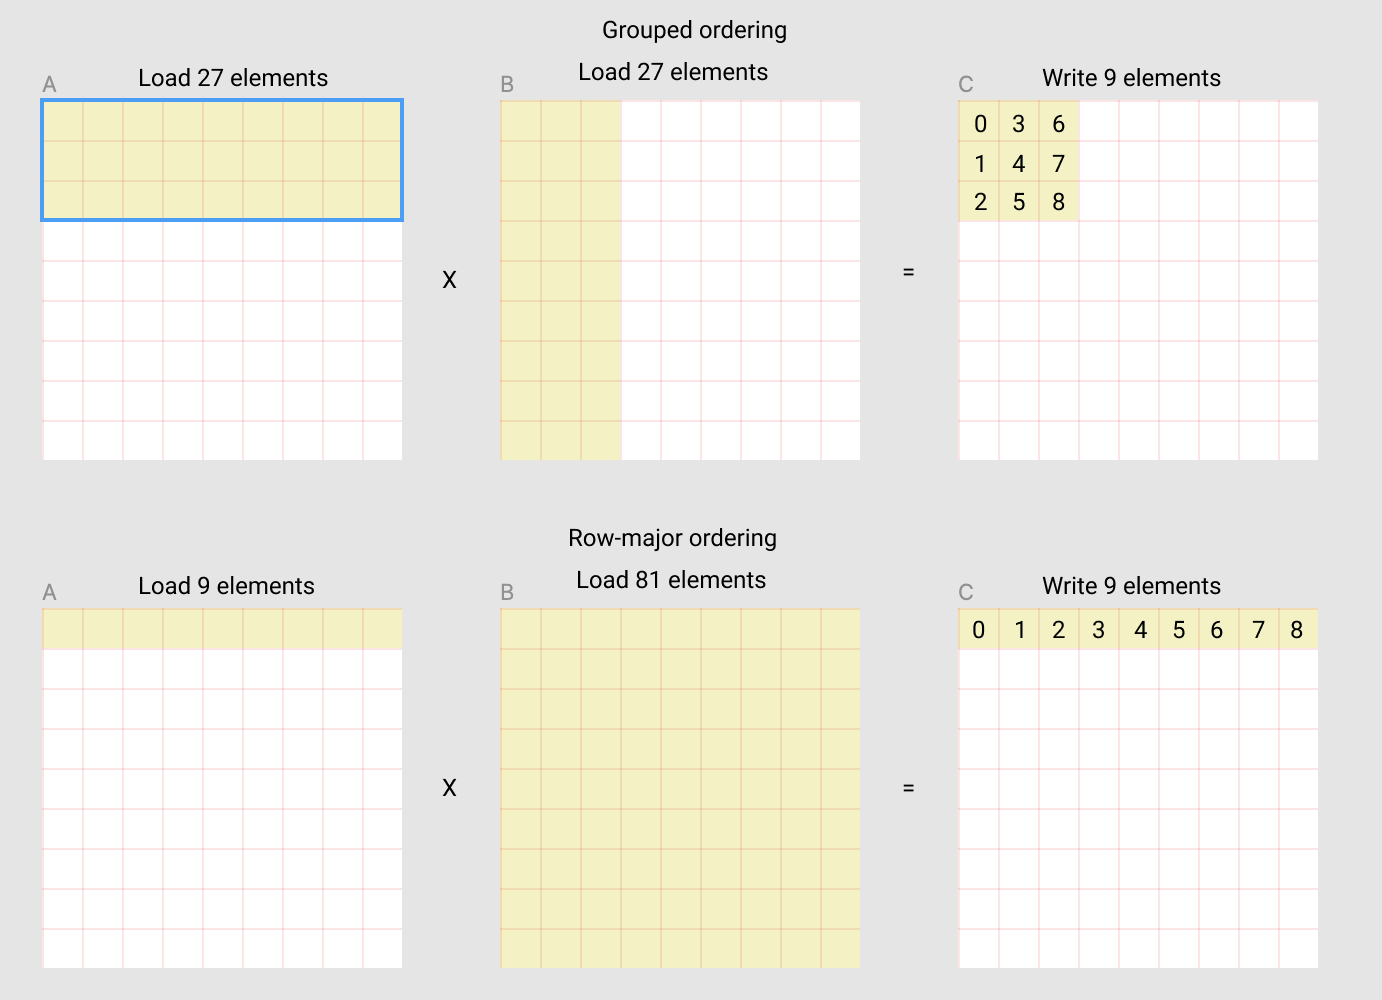 Grouped ordering
A Load 27 elements B Load 27 elements C Write 9 elements
0 3 6
1 4 7
2 5 8
X =
Row-major ordering
A Load 9 elements B Load 81 elements C Write 9 elements
0 1 2 3 4 5 6 7 8
X =